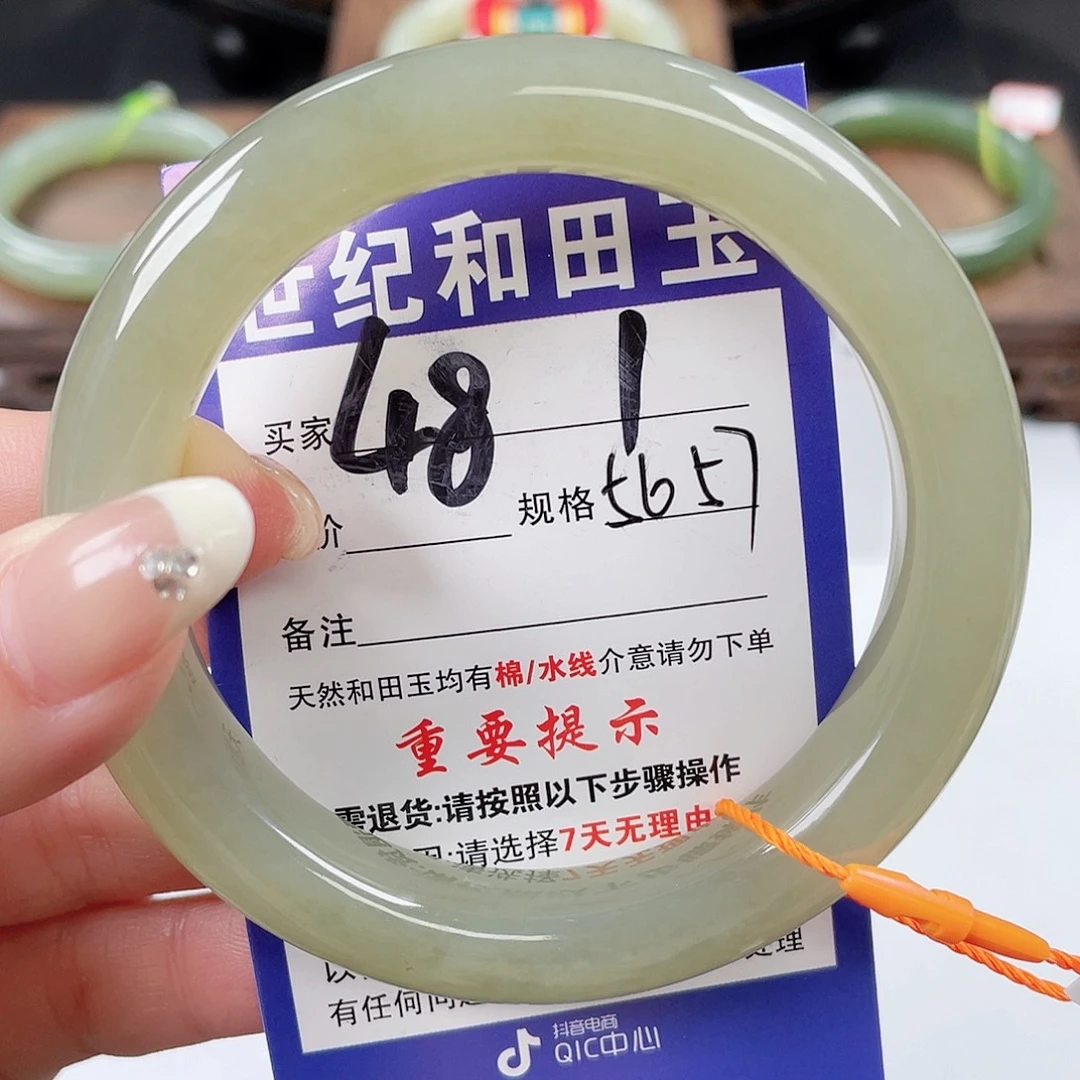 世纪和田玉
买家 48 1
价 规格 5657
备注
天然和田玉均有棉/水线介意请勿下单
重要提示
需退货:请按照以下步骤操作
:请选择7天无理由
以
有任何问
抖音电商
QIC中心